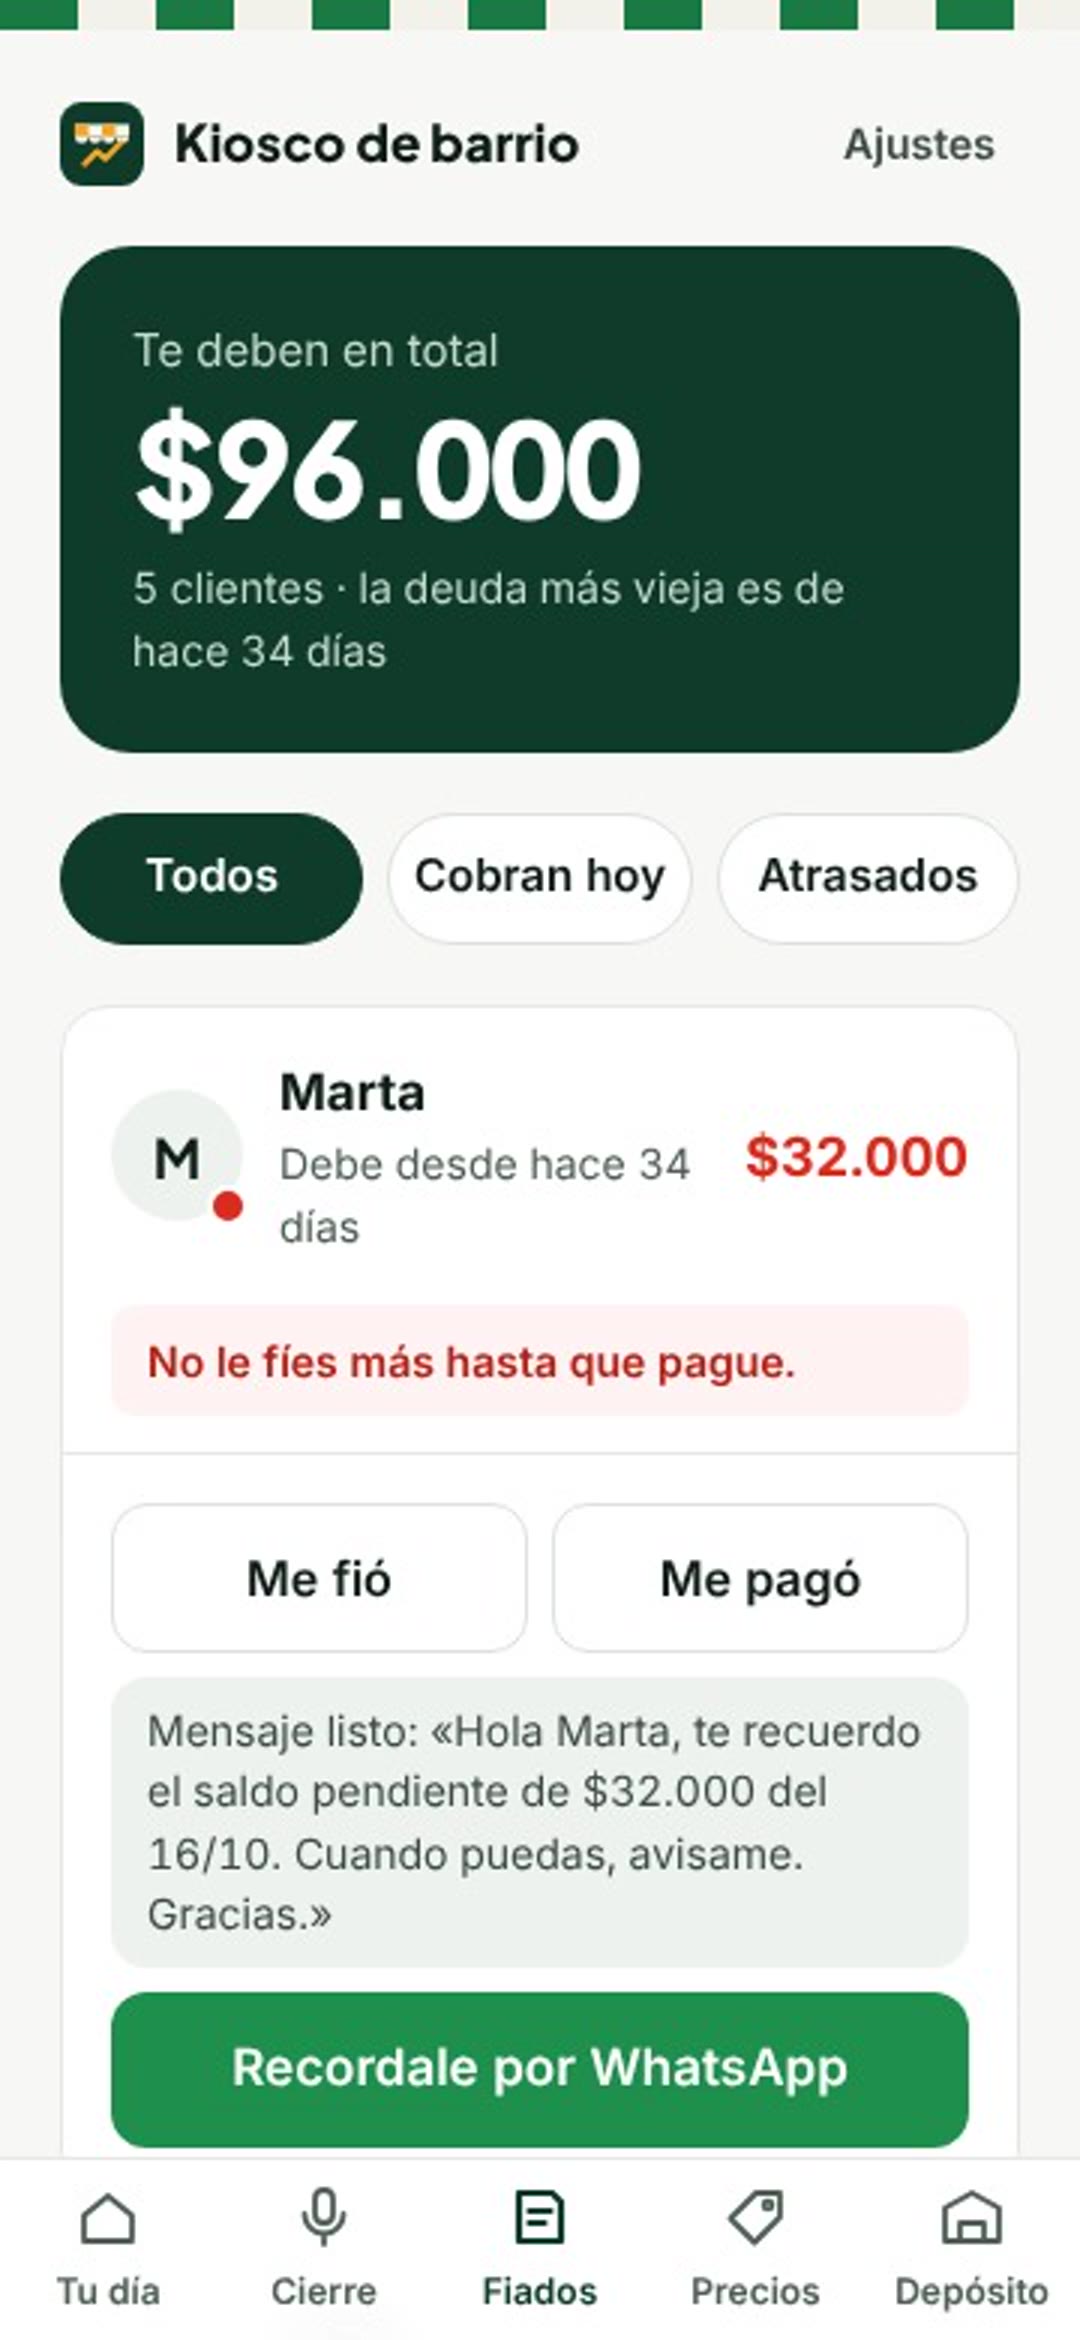 Kiosco de barrio
Ajustes
Te deben en total
$96.000
5 clientes · la deuda más vieja es de
hace 34 días
Todos
Cobran hoy
Atrasados
M
Marta
Debe desde hace 34
días
$32.000
No le fíes más hasta que pague.
Me fió
Me pagó
Mensaje listo: «Hola Marta, te recuerdo
el saldo pendiente de $32.000 del
16/10. Cuando puedas, avisame.
Gracias.»
Recordale por WhatsApp
Tu día
Cierre
Fiados
Precios
Depósito